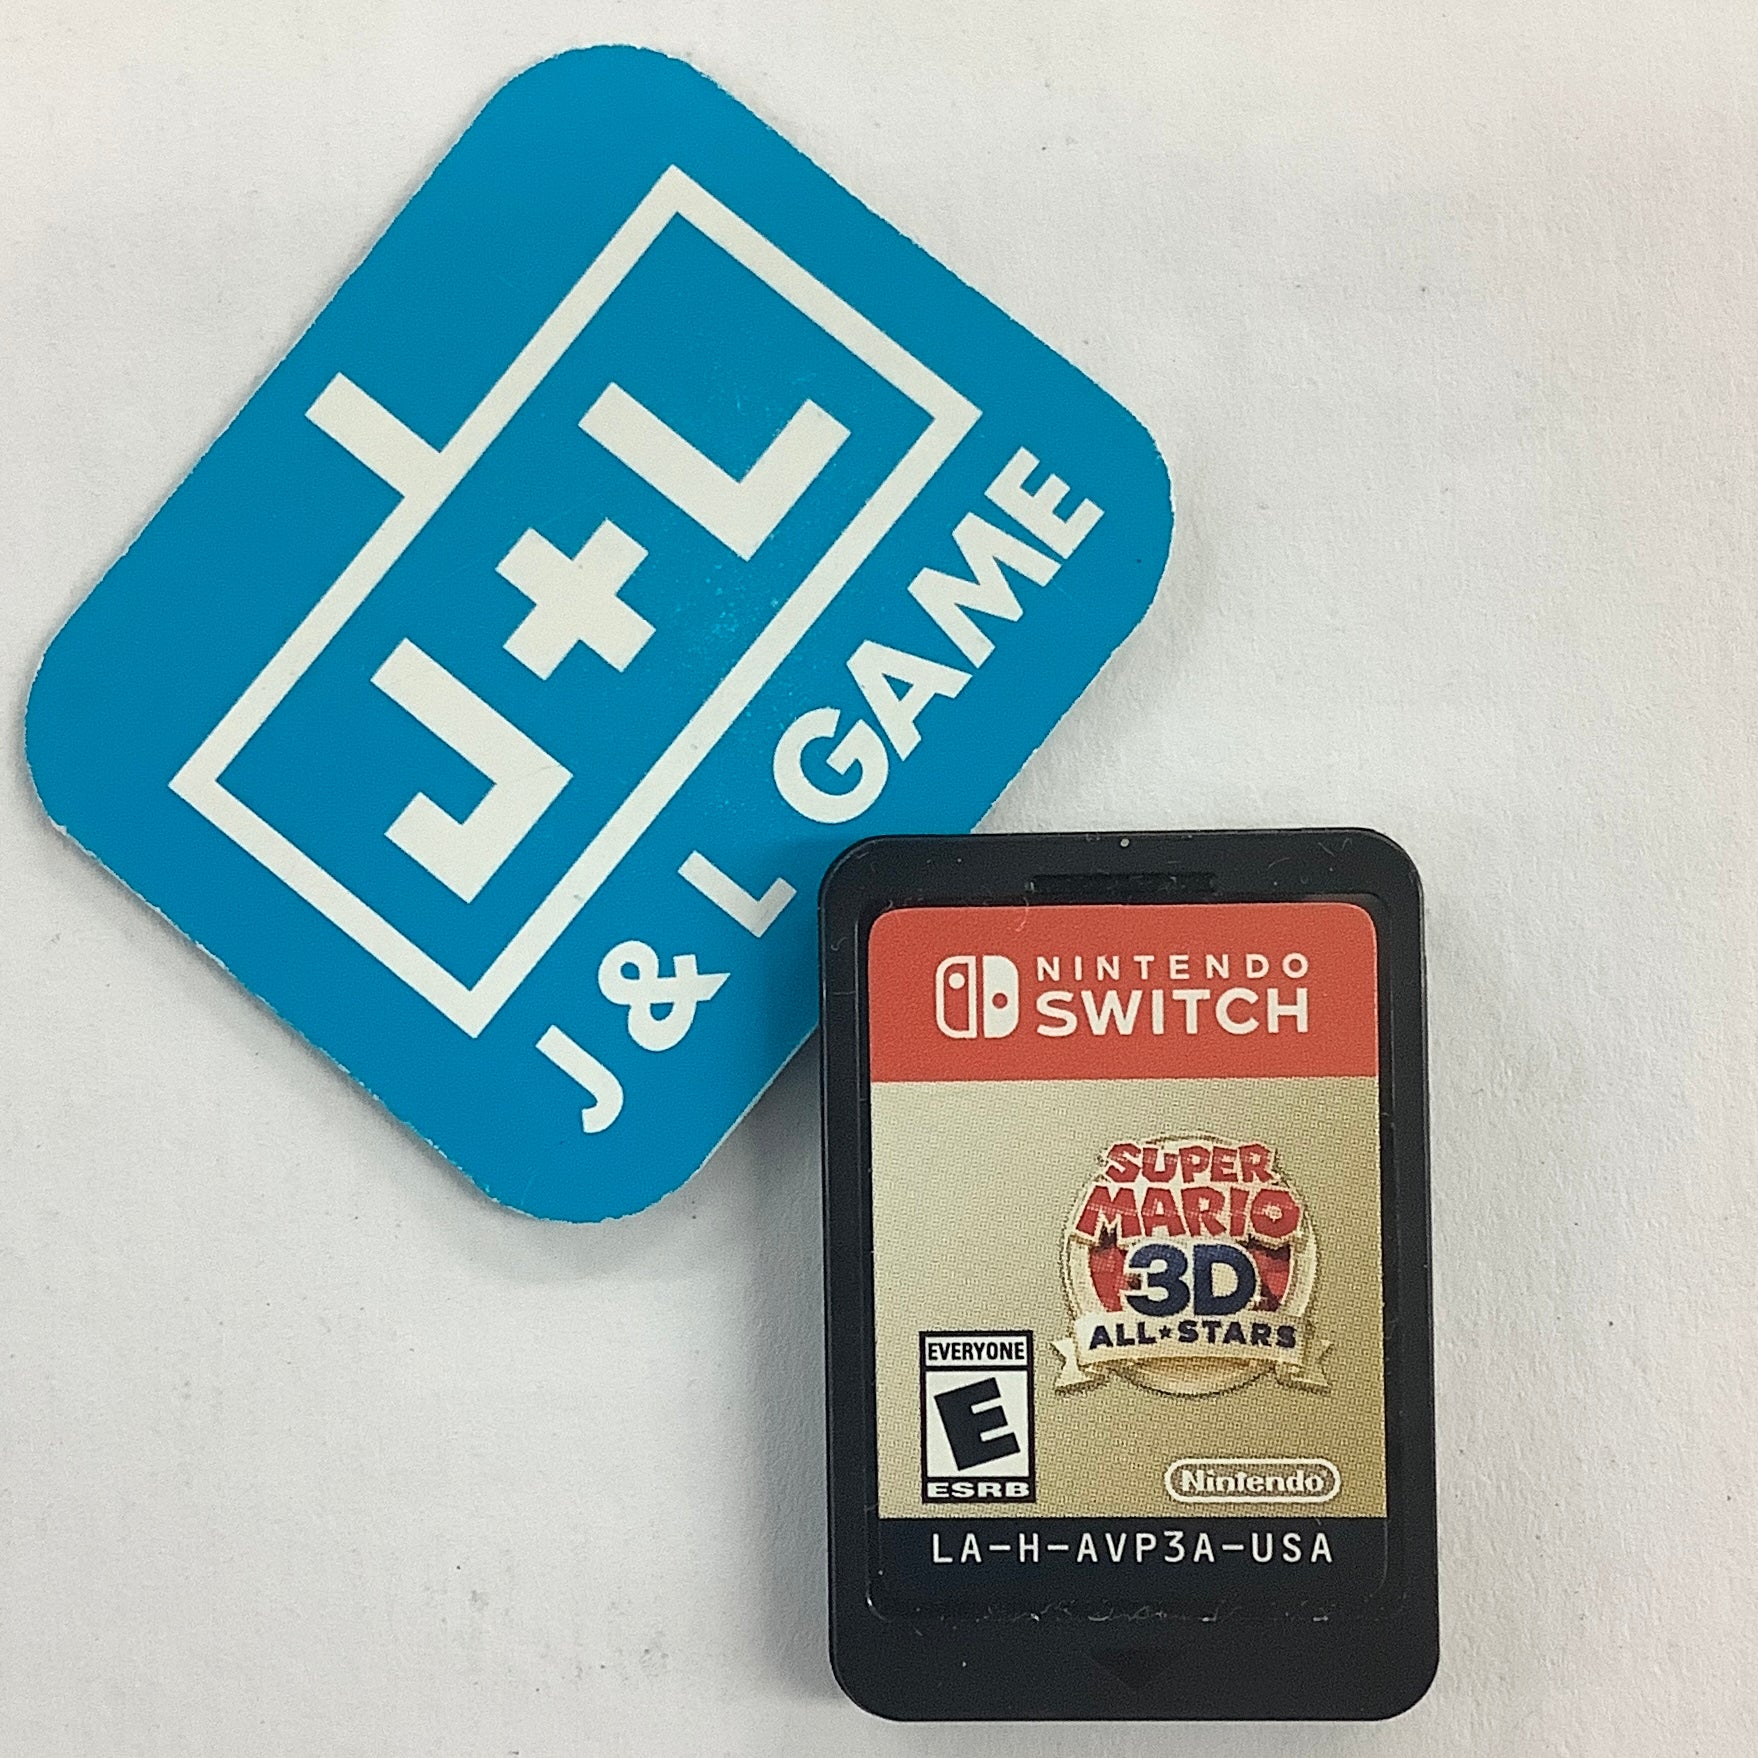 J+L
J & L GAME
NINTENDO
SWITCH
SUPER
MARIO
3D
ALL★STARS
EVERYONE
E
ESRB
Nintendo
LA-H-AVP3A-USA